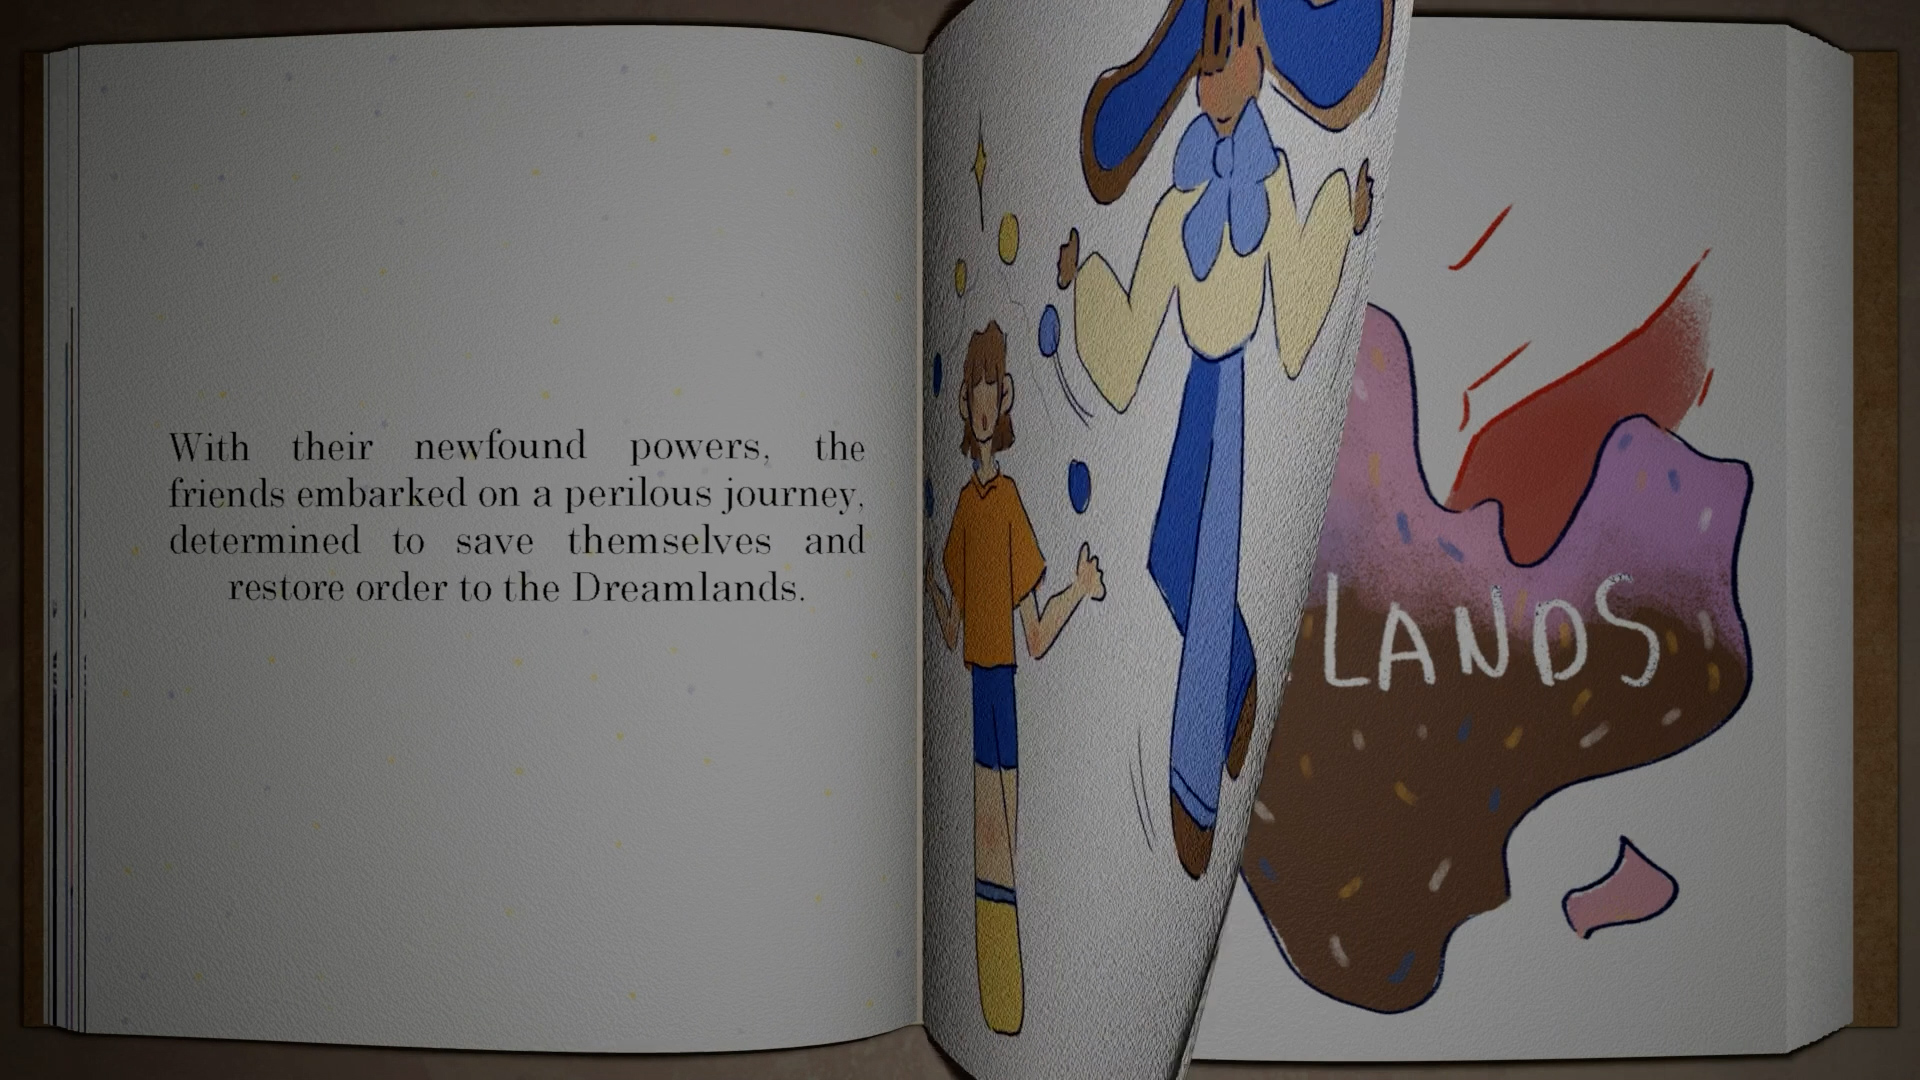 With their newfound powers, the
friends embarked on a perilous journey,
determined to save themselves and
restore order to the Dreamlands.
LANDS